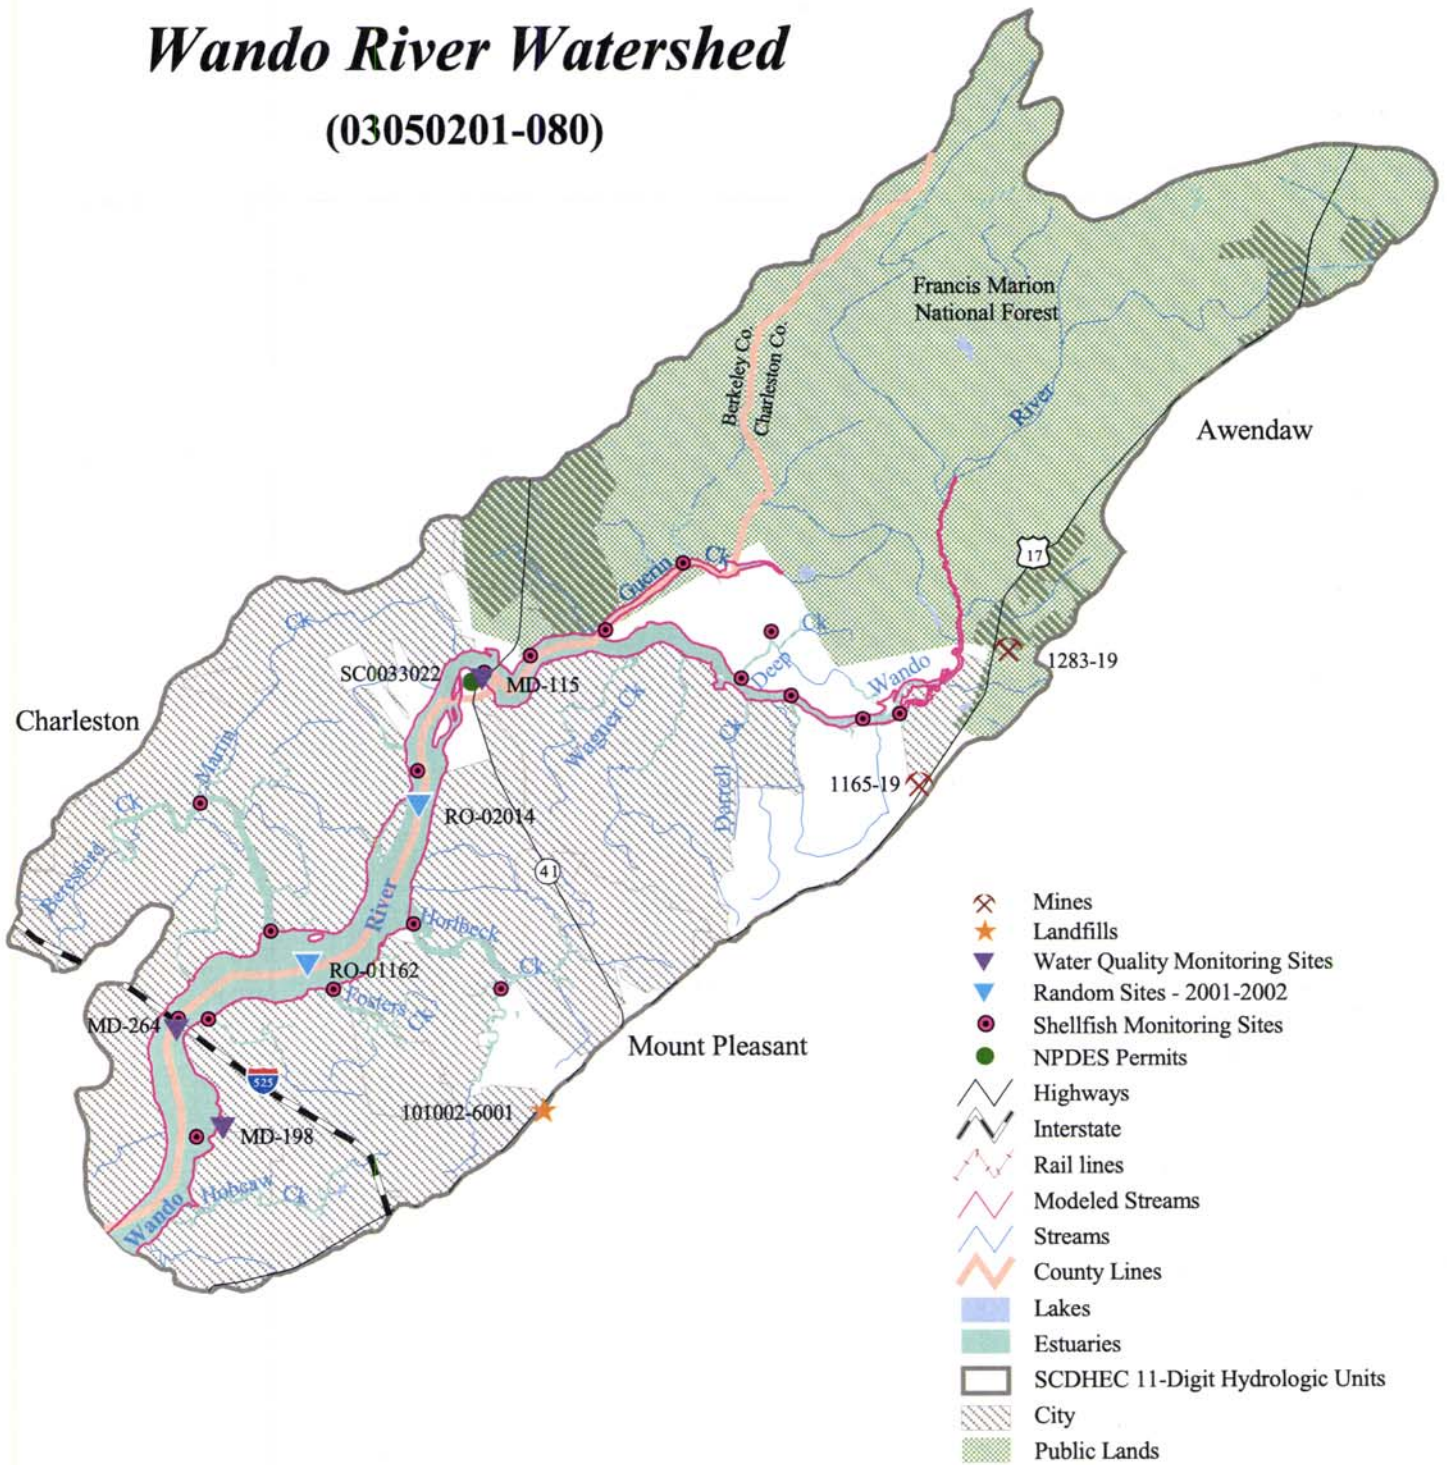 Wando River Watershed
(03050201-080)
Francis Marion
National Forest
Berkeley Co.
Charleston Co.
River
Awendaw
17
Guerin
Ck
Ck
Ck
Deep
Wando
1283-19
SC0033022
MD-115
Charleston
Wagner Ck
Martin
Ck
Darrell
1165-19
Ck
RO-02014
Beresford
41
River
Horlbeck
Ck
RO-01162
Fosters
Ck
MD-264
Mount Pleasant
525
101002-6001
MD-198
Hobcaw
Ck
Wando
Mines
Landfills
Water Quality Monitoring Sites
Random Sites - 2001-2002
Shellfish Monitoring Sites
NPDES Permits
Highways
Interstate
Rail lines
Modeled Streams
Streams
County Lines
Lakes
Estuaries
SCDHEC 11-Digit Hydrologic Units
City
Public Lands